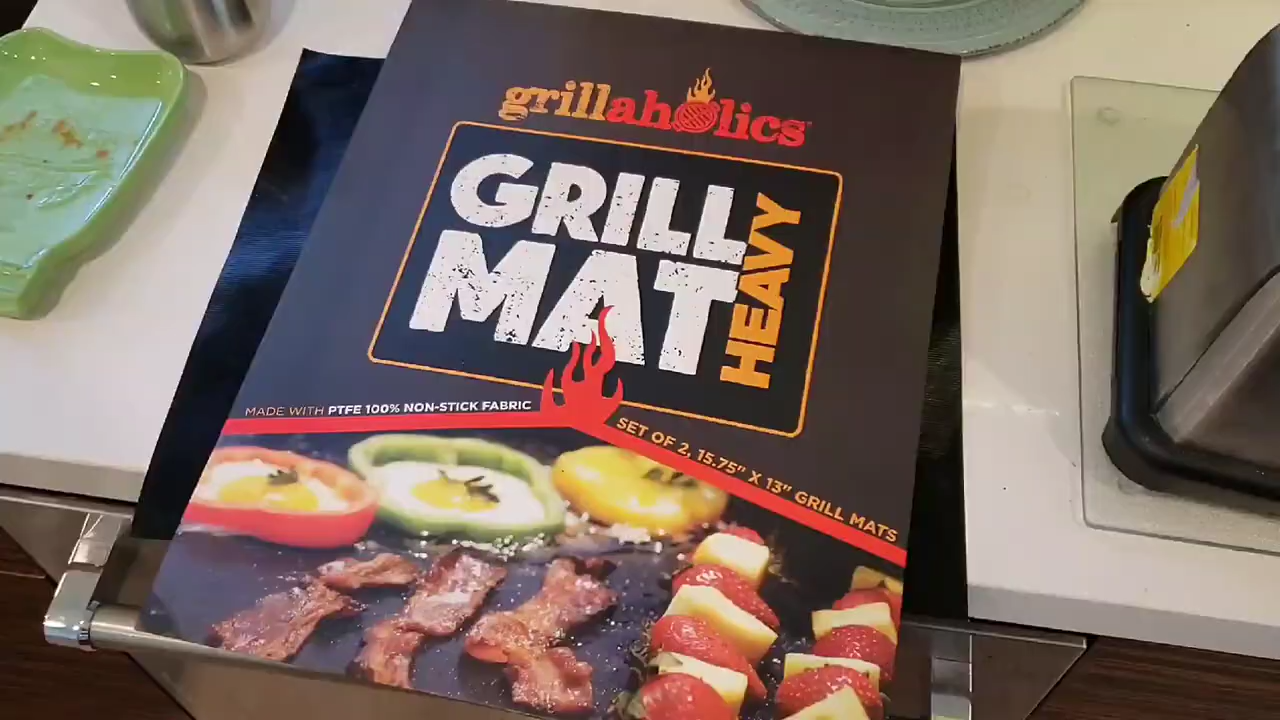 grillaholics
GRILL
MAT
HEAVY
MADE WITH PTFE 100% NON-STICK FABRIC
SET OF 2, 15.75" X 13" GRILL MATS